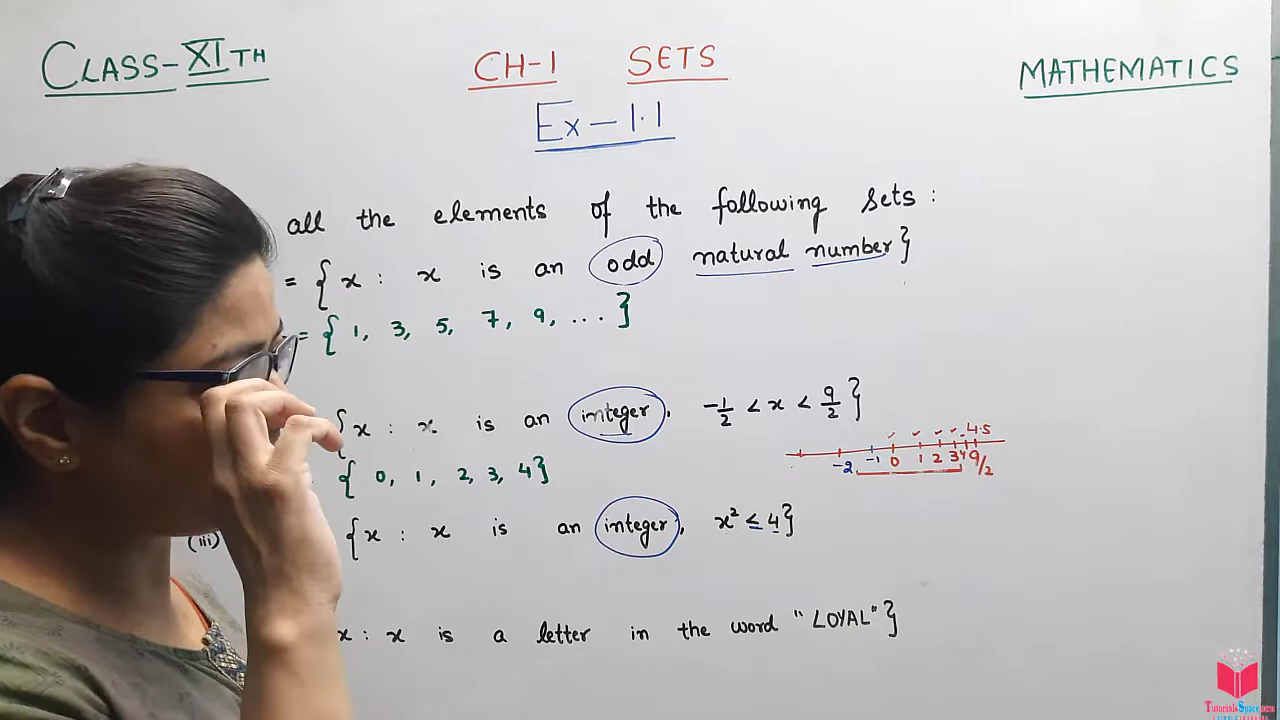 CLASS-XITH CH-1 SETS MATHEMATICS
Ex-1.1
all the elements of the following sets :
= {x : x is an odd natural number}
= {1, 3, 5, 7, 9, ...}
{x : x is an integer, -1/2 < x < 9/2}
4.5
-2 -1 0 1 2 3 4 9/2
{0, 1, 2, 3, 4}
(iii) {x : x is an integer, x² ≤ 4}
x : x is a letter in the word "LOYAL"}
TutorialsSpace.com